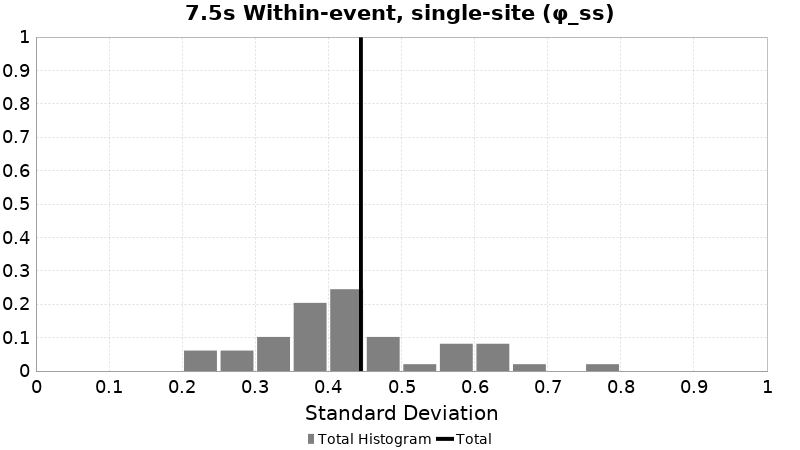 7.5s Within-event, single-site (φ_ss)
1
0.9
0.8
0.7
0.6
0.5
0.4
0.3
0.2
0.1
0
0 0.1 0.2 0.3 0.4 0.5 0.6 0.7 0.8 0.9 1
Standard Deviation
Total Histogram Total